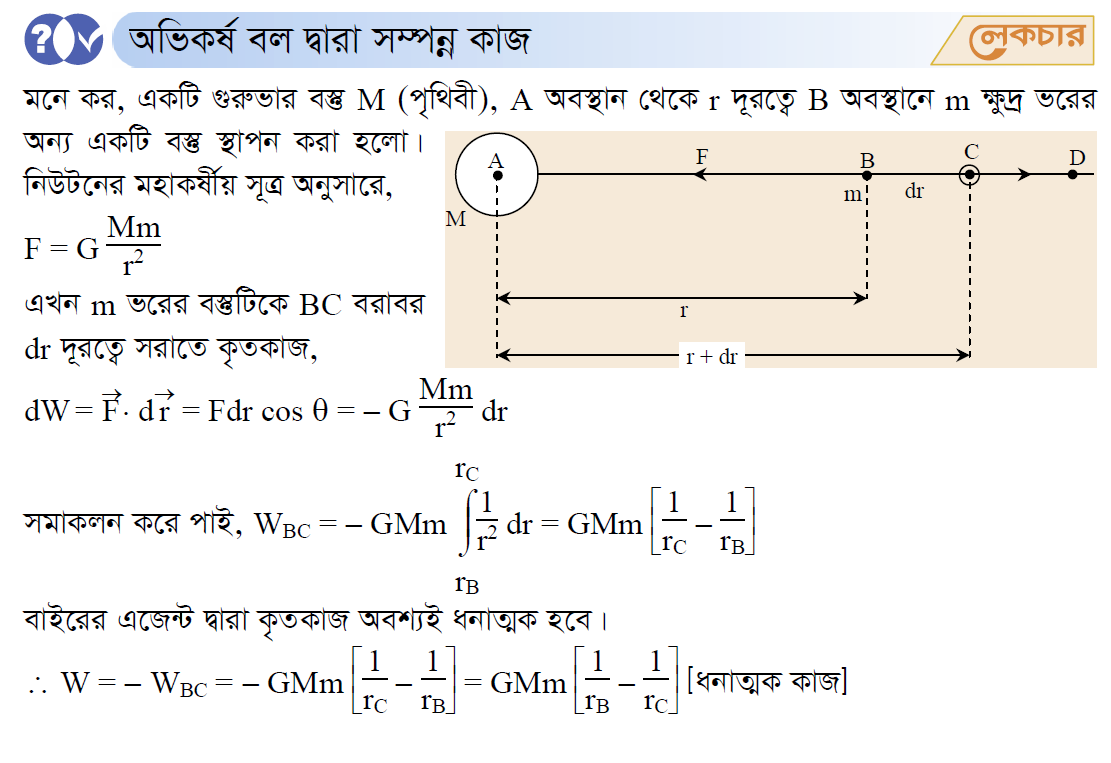 অভিকর্ষ বল দ্বারা সম্পন্ন কাজ
লেকচার
মনে কর, একটি গুরুভার বস্তু M (পৃথিবী), A অবস্থান থেকে r দূরত্বে B অবস্থানে m ক্ষুদ্র ভরের
অন্য একটি বস্তু স্থাপন করা হলো।
নিউটনের মহাকর্ষীয় সূত্র অনুসারে,
F = G Mm/r²
A
F
B
C
D
m
dr
M
r
r + dr
এখন m ভরের বস্তুটিকে BC বরাবর
dr দূরত্বে সরাতে কৃতকাজ,
dW = F⃗ · dr⃗ = Fdr cos θ = – G Mm/r² dr
সমাকলন করে পাই, W_BC = – GMm ∫_{r_B}^{r_C} 1/r² dr = GMm [1/r_C – 1/r_B]
বাইরের এজেন্ট দ্বারা কৃতকাজ অবশ্যই ধনাত্মক হবে।
∴ W = – W_BC = – GMm [1/r_C – 1/r_B] = GMm [1/r_B – 1/r_C] [ধনাত্মক কাজ]